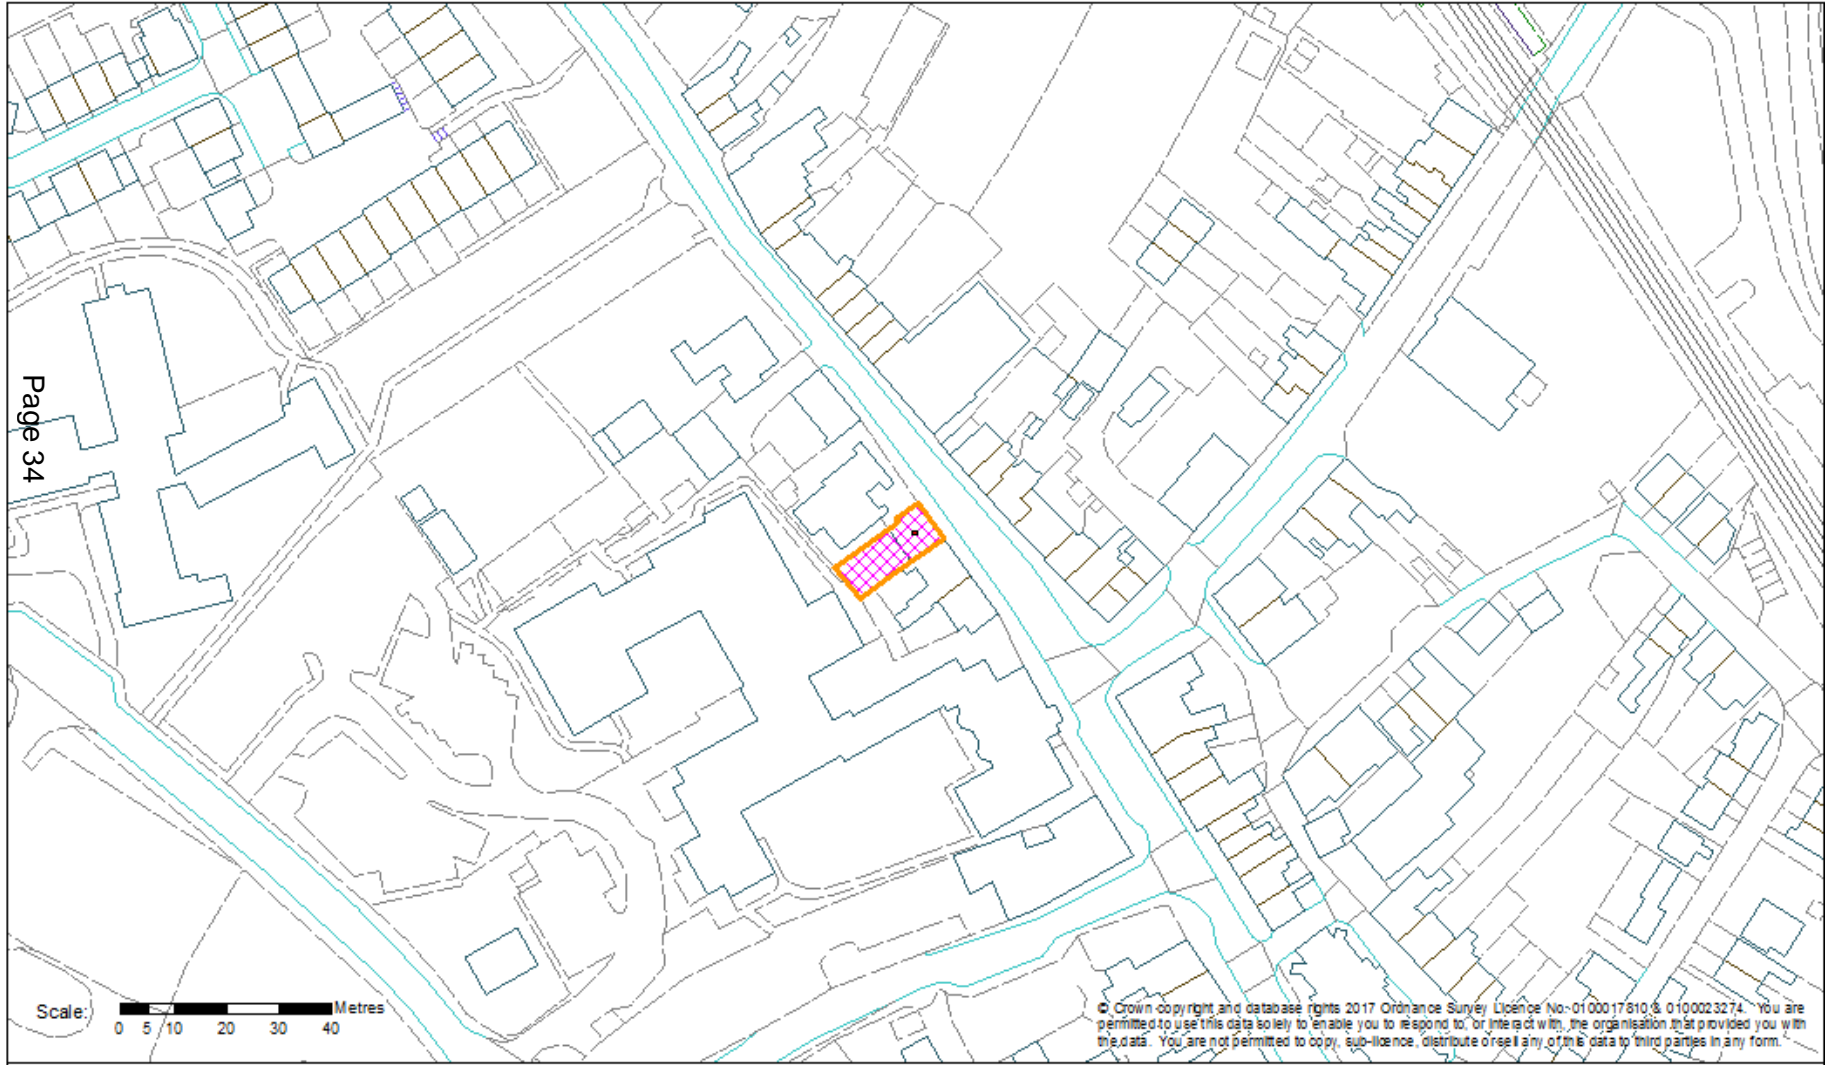 Page 34
Scale:
Metres
0 5 10 20 30 40
© Crown copyright and database rights 2017 Ordnance Survey Licence No. 0100017810 & 0100023274. You are
permitted to use this data solely to enable you to respond to, or interact with, the organisation that provided you with
the data. You are not permitted to copy, sub-licence, distribute or sell any of this data to third parties in any form.